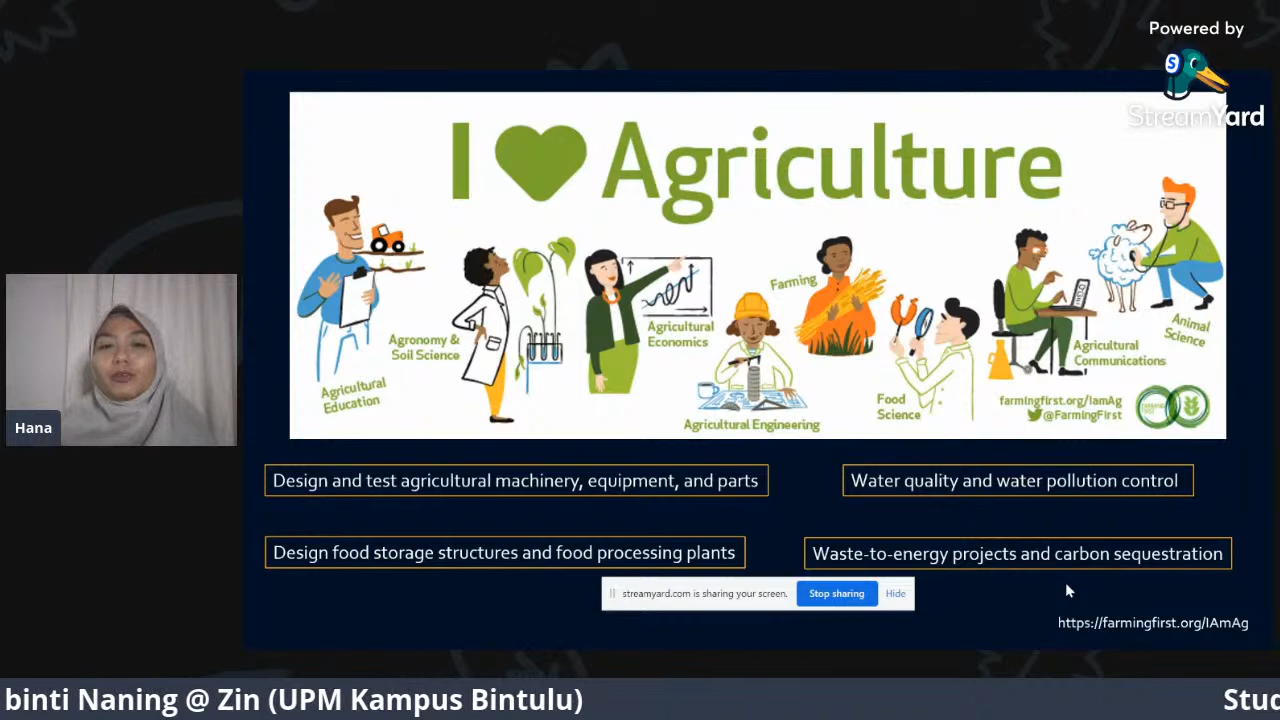 Powered by
S
StreamYard
I Agriculture
Agricultural
Education
Agronomy &
Soil Science
Agricultural
Economics
Agricultural Engineering
Farming
Food
Science
Agricultural
Communications
Animal
Science
farmingfirst.org/IamAg
@FarmingFirst
Hana
Design and test agricultural machinery, equipment, and parts
Water quality and water pollution control
Design food storage structures and food processing plants
Waste-to-energy projects and carbon sequestration
streamyard.com is sharing your screen.
Stop sharing
Hide
https://farmingfirst.org/IAmAg
binti Naning @ Zin (UPM Kampus Bintulu)
Stud